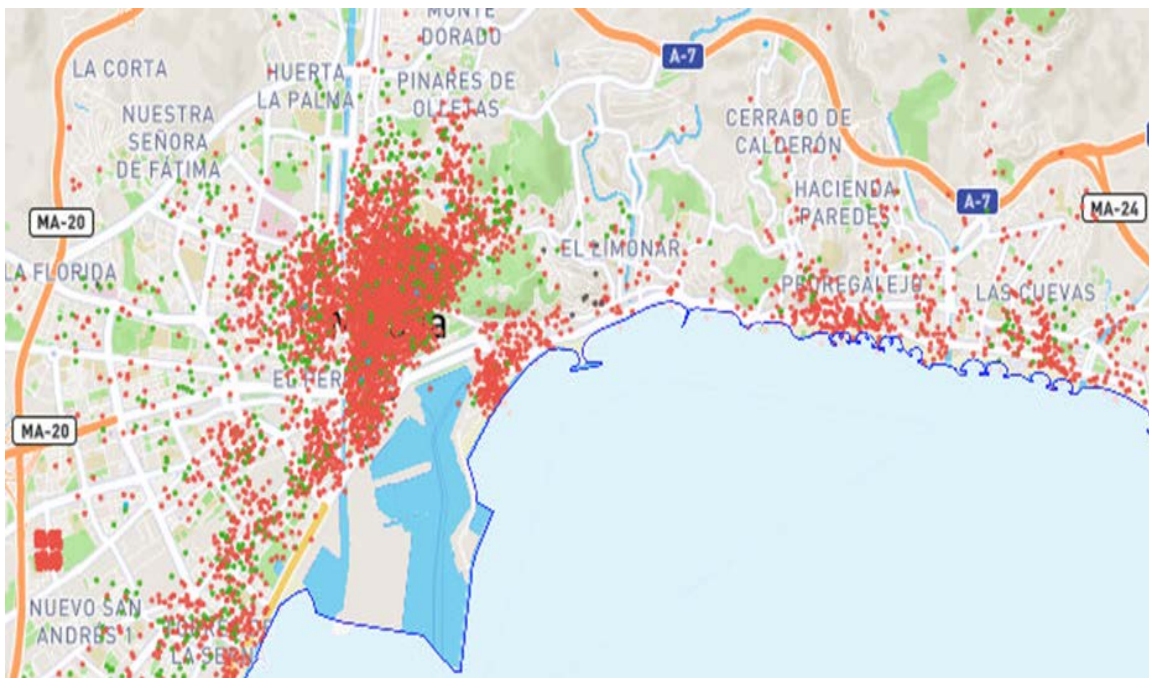 MONTE
DORADO
A-7
LA CORTA
HUERTA
LA PALMA
PINARES DE
OLLETAS
NUESTRA
SEÑORA
DE FÁTIMA
CERRADO DE
CALDERÓN
HACIENDA
PAREDES
A-7
MA-24
MA-20
EL LIMONAR
LA FLORIDA
PEDREGALEJO
LAS CUEVAS
MA-20
NUEVO SAN
ANDRÉS 1
LA